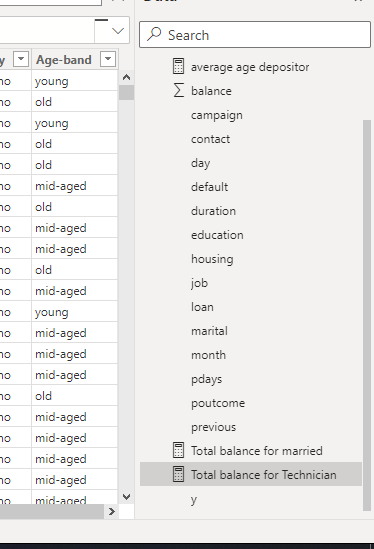 Search
y Age-band
no young
no old
no young
no old
no old
no mid-aged
no old
no mid-aged
no mid-aged
no old
no mid-aged
no young
no mid-aged
no mid-aged
no mid-aged
no old
no mid-aged
no mid-aged
no mid-aged
no mid-aged
no mid-aged
average age depositor
balance
campaign
contact
day
default
duration
education
housing
job
loan
marital
month
pdays
poutcome
previous
Total balance for married
Total balance for Technician
y